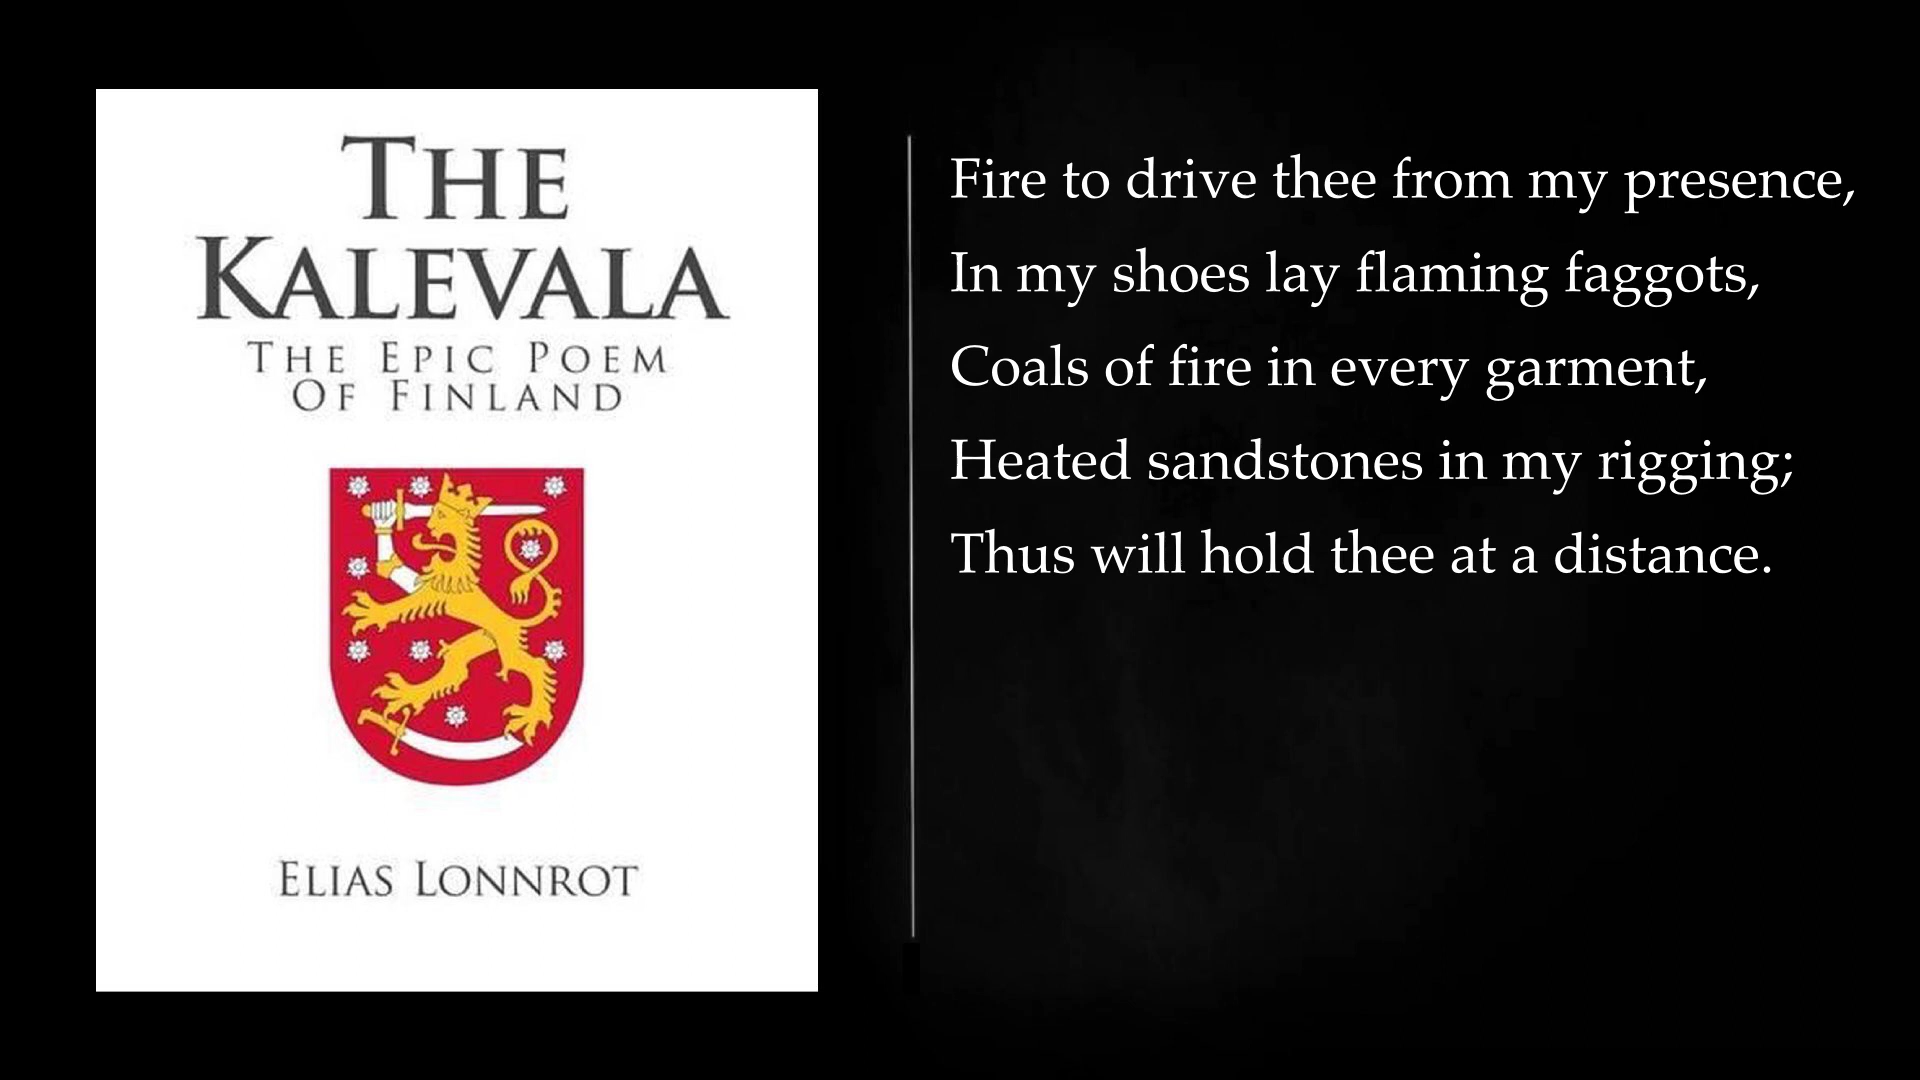 THE
KALEVALA
THE EPIC POEM
OF FINLAND
ELIAS LONNROT
Fire to drive thee from my presence,
In my shoes lay flaming faggots,
Coals of fire in every garment,
Heated sandstones in my rigging;
Thus will hold thee at a distance.